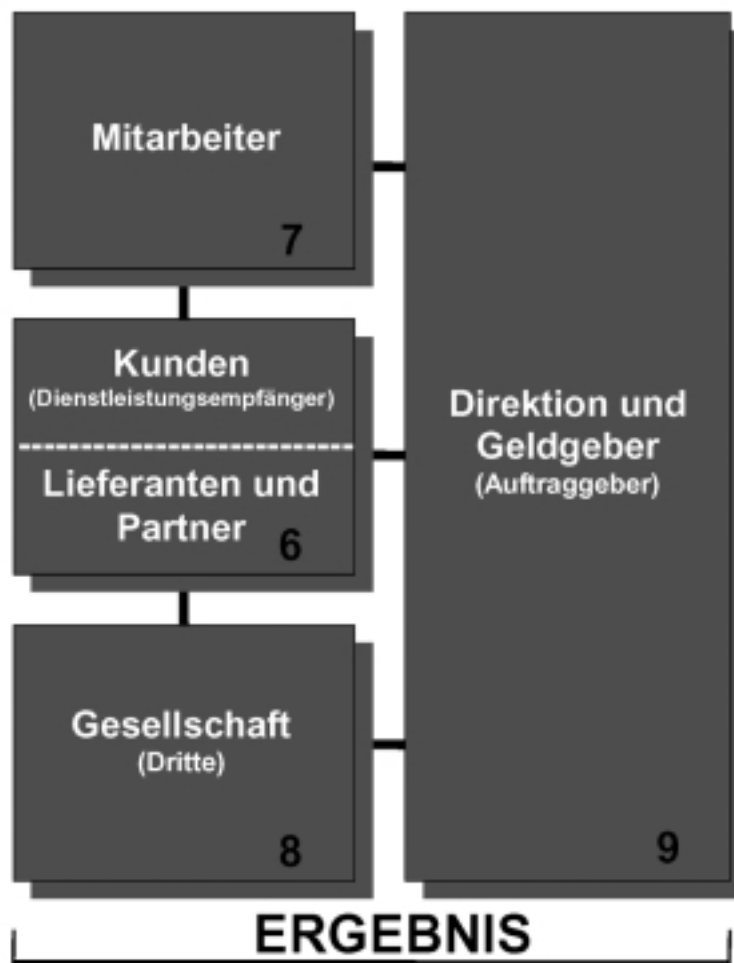 Mitarbeiter
7
Kunden
(Dienstleistungsempfänger)
Lieferanten und
Partner
6
Gesellschaft
(Dritte)
8
Direktion und
Geldgeber
(Auftraggeber)
9
ERGEBNIS